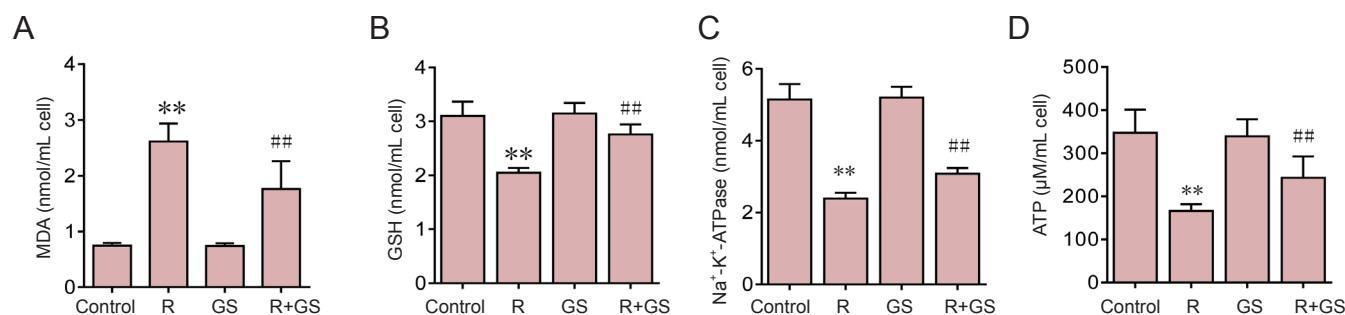 A
MDA (nmol/mL cell)
4
3
2
1
0
**
##
Control R GS R+GS
B
GSH (nmol/mL cell)
4
3
2
1
0
**
##
Control R GS R+GS
C
Na⁺-K⁺-ATPase (nmol/mL cell)
6
4
2
0
**
##
Control R GS R+GS
D
ATP (µM/mL cell)
500
400
300
200
100
0
**
##
Control R GS R+GS